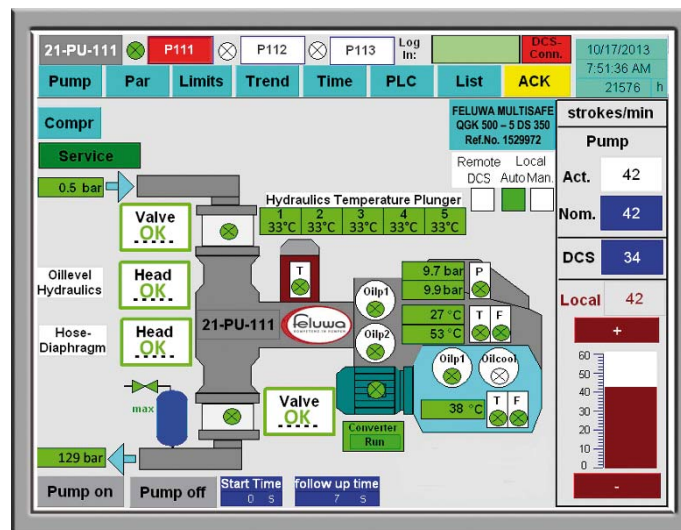 21-PU-111 P111 P112 P113 Log In: DCS-Conn. 10/17/2013
7:51:36 AM
21576 h
Pump Par Limits Trend Time PLC List ACK
Compr
FELUWA MULTISAFE
QGK 500 – 5 DS 350
Ref.No. 1529972
strokes/min
Service
Remote Local
DCS Auto Man.
Pump
0.5 bar
Act. 42
Nom. 42
DCS 34
Local 42
+
60
50
40
30
20
10
0
-
Hydraulics Temperature Plunger
1 2 3 4 5
33°C 33°C 33°C 33°C 33°C
Valve
OK
Oillevel
Hydraulics
Head
OK
T
Oilp1
9.7 bar P
9.9 bar
Hose-
Diaphragm
Head
OK
21-PU-111
feluwa
Oilp2
27 °C T F
53 °C
Oilp1 Oilcool
max
Valve
OK
38 °C T F
Converter
Run
129 bar
Pump on Pump off
Start Time
0 s
follow up time
7 s